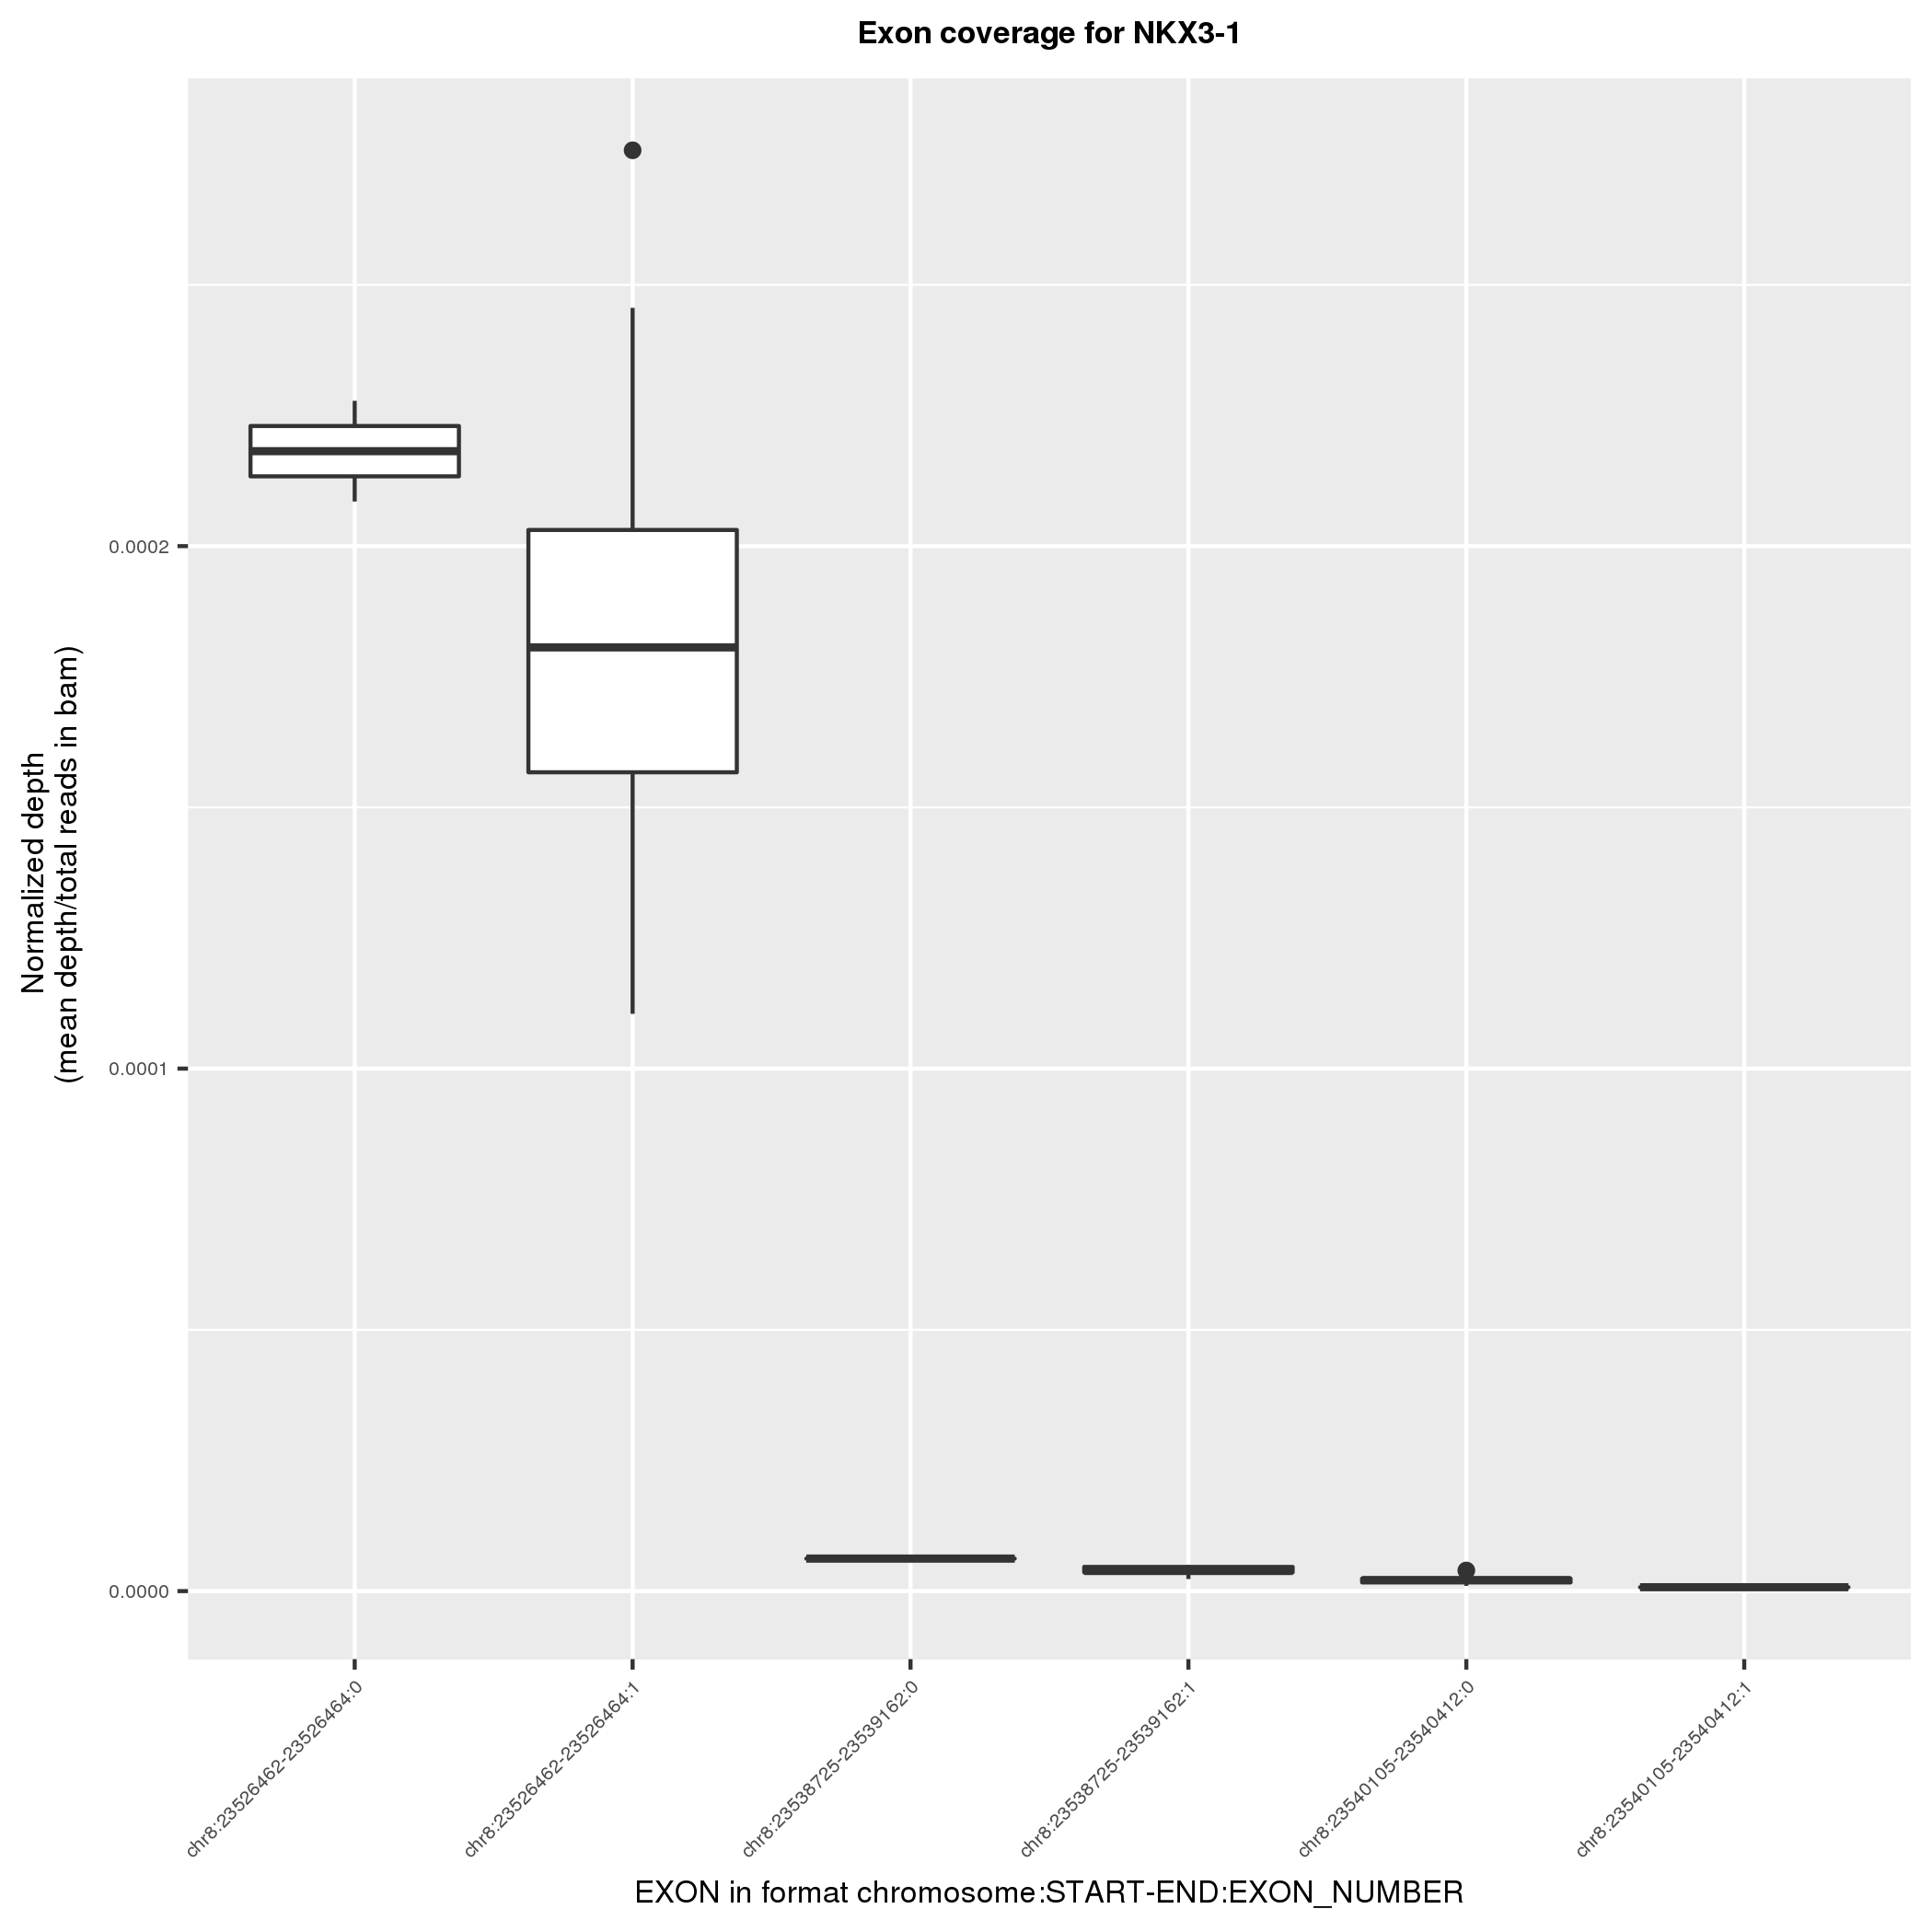 Exon coverage for NKX3-1
Normalized depth
(mean depth/total reads in bam)
0.0002
0.0001
0.0000
chr8:23526462-23526464:0
chr8:23526462-23526464:1
chr8:23538725-23539162:0
chr8:23538725-23539162:1
chr8:23540105-23540412:0
chr8:23540105-23540412:1
EXON in format chromosome:START-END:EXON_NUMBER